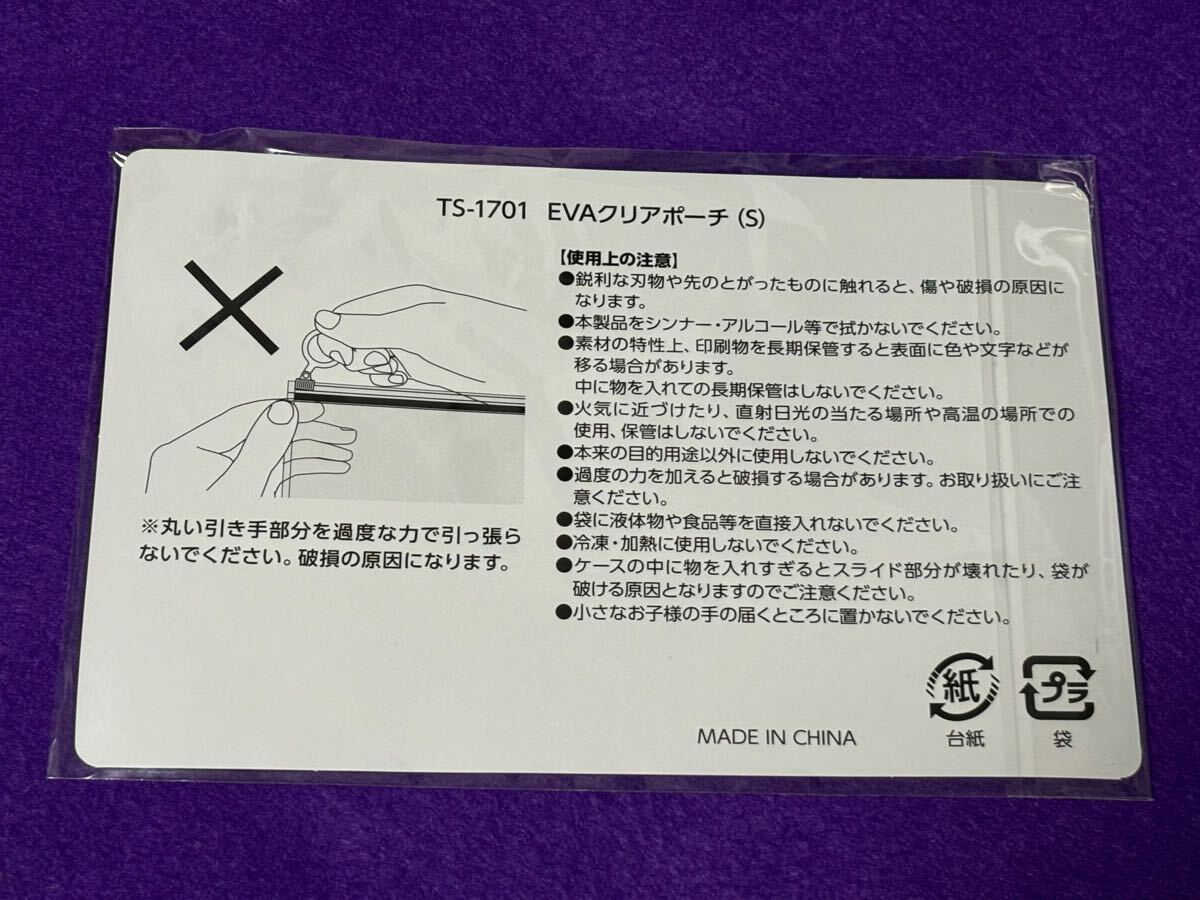 TS-1701 EVAクリアポーチ (S)
※丸い引き手部分を過度な力で引っ張ら
ないでください。破損の原因になります。
【使用上の注意】
●鋭利な刃物や先のとがったものに触れると、傷や破損の原因に
なります。
●本製品をシンナー・アルコール等で拭かないでください。
●素材の特性上、印刷物を長期保管すると表面に色や文字などが
移る場合があります。
中に物を入れての長期保管はしないでください。
●火気に近づけたり、直射日光の当たる場所や高温の場所での
使用、保管はしないでください。
●本来の目的用途以外に使用しないでください。
●過度の力を加えると破損する場合があります。お取り扱いにご注
意ください。
●袋に液体物や食品等を直接入れないでください。
●冷凍・加熱に使用しないでください。
●ケースの中に物を入れすぎるとスライド部分が壊れたり、袋が
破ける原因となりますのでご注意ください。
●小さなお子様の手の届くところに置かないでください。
紙
台紙
プラ
袋
MADE IN CHINA